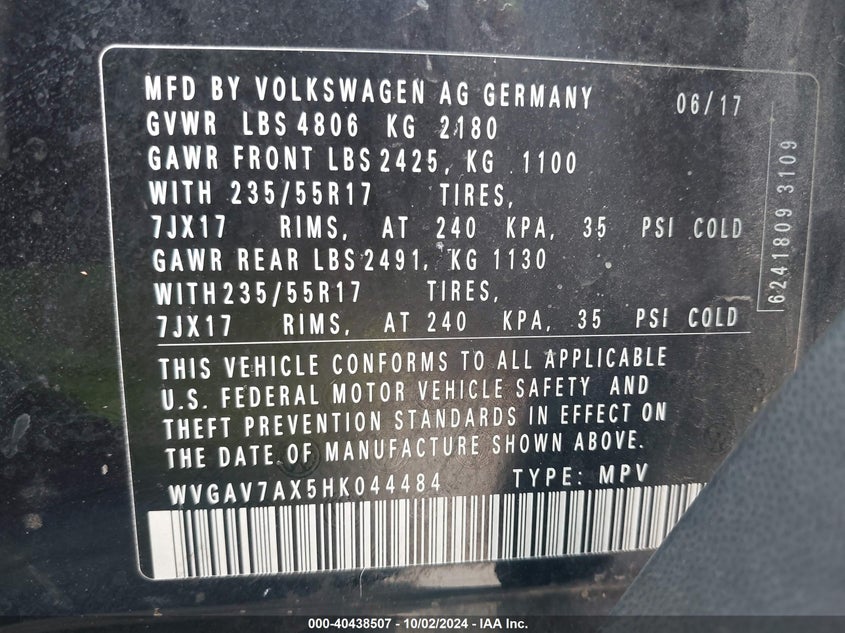 MFD BY VOLKSWAGEN AG GERMANY 06/17
GVWR LBS 4806 KG 2180
GAWR FRONT LBS 2425, KG 1100
WITH 235/55R17 TIRES,
7JX17 RIMS, AT 240 KPA, 35 PSI COLD
GAWR REAR LBS 2491, KG 1130
WITH 235/55R17 TIRES,
7JX17 RIMS, AT 240 KPA, 35 PSI COLD
THIS VEHICLE CONFORMS TO ALL APPLICABLE
U.S. FEDERAL MOTOR VEHICLE SAFETY AND
THEFT PREVENTION STANDARDS IN EFFECT ON
THE DATE OF MANUFACTURE SHOWN ABOVE.
WVGAV7AX5HK044484 TYPE: MPV
6241809 3109
000-40438507 - 10/02/2024 - IAA Inc.